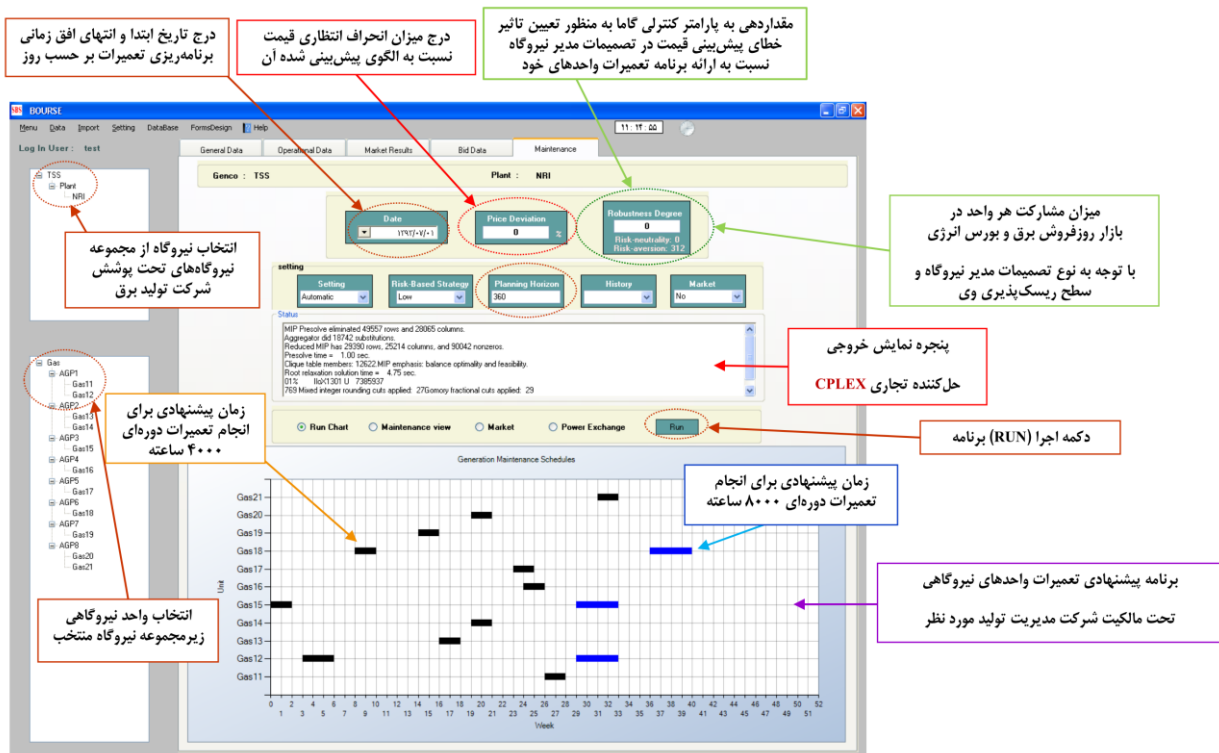 درج تاریخ ابتدا و انتهای افق زمانی
برنامه‌ریزی تعمیرات بر حسب روز
درج میزان انحراف انتظاری قیمت
نسبت به الگوی پیش‌بینی شده آن
مقداردهی به پارامتر کنترلی گاما به منظور تعیین تاثیر
خطای پیش‌بینی قیمت در تصمیمات مدیر نیروگاه
نسبت به ارائه برنامه تعمیرات واحدهای خود
SBS BOURSE
Menu Data Import Setting DataBase FormsDesign Help
۱۱:۱۴:۵۵
Log In User : test
General Data Operational Data Market Results Bid Data Maintenance
Genco : TSS Plant : NRI
TSS
Plant
NRI
انتخاب نیروگاه از مجموعه
نیروگاه‌های تحت پوشش
شرکت تولید برق
Date
۱۳۹۲/۰۷/۰۱
Price Deviation
0
%
Robustness Degree
0
Risk-neutrality: 0
Risk-aversion: 312
میزان مشارکت هر واحد در
بازار روزفروش برق و بورس انرژی
با توجه به نوع تصمیمات مدیر نیروگاه و
سطح ریسک‌پذیری وی
setting
Setting Risk-Based Strategy Planning Horizon History Market
Automatic Low 360 No
Status
MIP Presolve eliminated 49557 rows and 28065 columns.
Aggregator did 18742 substitutions.
Reduced MIP has 29390 rows, 25214 columns, and 90042 nonzeros.
Presolve time = 1.00 sec.
Clique table members: 12622.MIP emphasis: balance optimality and feasibility.
Root relaxation solution time = 4.75 sec.
01% IloX1301 U 7385937
769 Mixed integer rounding cuts applied: 27Gomory fractional cuts applied: 29
پنجره نمایش خروجی
حل‌کننده تجاری CPLEX
Run Chart Maintenance view Market Power Exchange Run
دکمه اجرا (RUN) برنامه
Gas
AGP1
Gas11
Gas12
AGP2
Gas13
Gas14
AGP3
Gas15
AGP4
Gas16
AGP5
Gas17
AGP6
Gas18
AGP7
Gas19
AGP8
Gas20
Gas21
زمان پیشنهادی برای
انجام تعمیرات دوره‌ای
۴۰۰۰ ساعته
انتخاب واحد نیروگاهی
زیرمجموعه نیروگاه منتخب
Generation Maintenance Schedules
زمان پیشنهادی برای انجام
تعمیرات دوره‌ای ۸۰۰۰ ساعته
برنامه پیشنهادی تعمیرات واحدهای نیروگاهی
تحت مالکیت شرکت مدیریت تولید مورد نظر
Unit
Gas21
Gas20
Gas19
Gas18
Gas17
Gas16
Gas15
Gas14
Gas13
Gas12
Gas11
0 2 4 6 8 10 12 14 16 18 20 22 24 26 28 30 32 34 36 38 40 42 44 46 48 50 52
1 3 5 7 9 11 13 15 17 19 21 23 25 27 29 31 33 35 37 39 41 43 45 47 49 51
Week